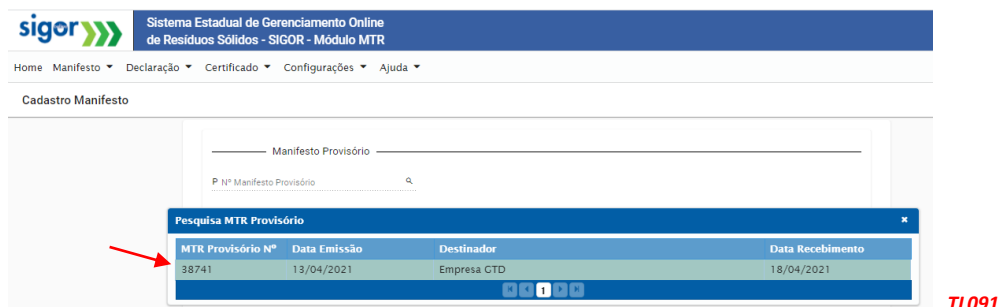 sigor
Sistema Estadual de Gerenciamento Online
de Resíduos Sólidos - SIGOR - Módulo MTR
Home Manifesto Declaração Certificado Configurações Ajuda
Cadastro Manifesto
Manifesto Provisório
P Nº Manifesto Provisório
Pesquisa MTR Provisório ×
MTR Provisório Nº Data Emissão Destinador Data Recebimento
38741 13/04/2021 Empresa CTD 18/04/2021
1
TL091